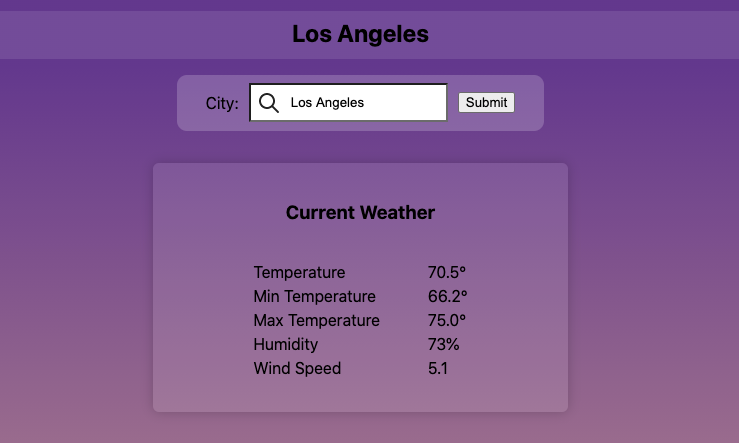 Los Angeles
City: Los Angeles Submit
Current Weather
Temperature 70.5°
Min Temperature 66.2°
Max Temperature 75.0°
Humidity 73%
Wind Speed 5.1